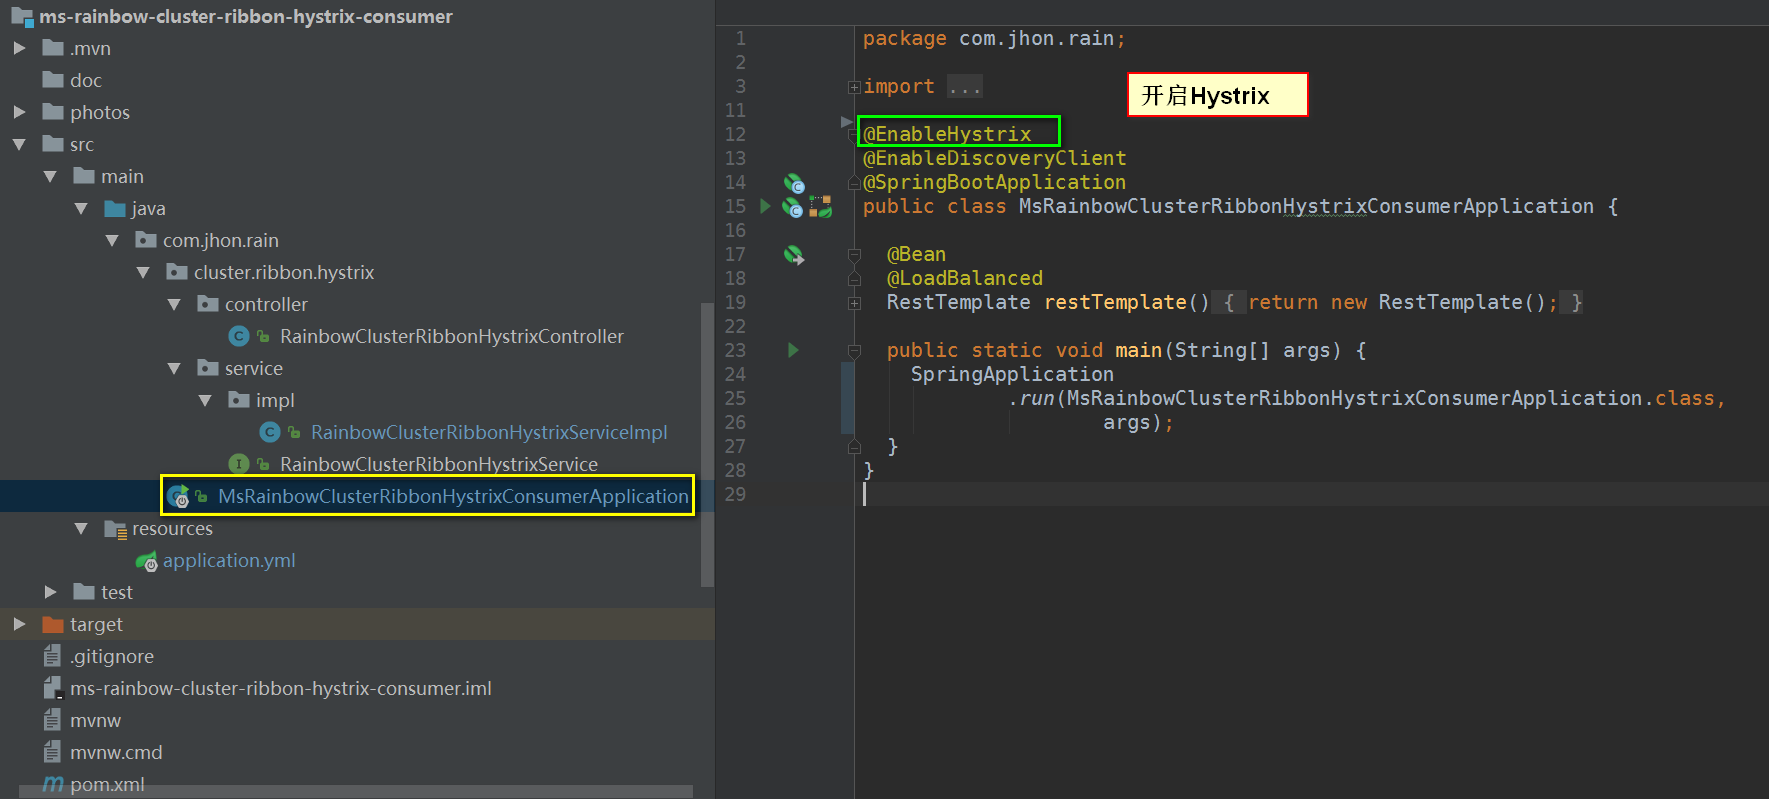 ms-rainbow-cluster-ribbon-hystrix-consumer
.mvn
doc
photos
src
main
java
com.jhon.rain
cluster.ribbon.hystrix
controller
RainbowClusterRibbonHystrixController
service
impl
RainbowClusterRibbonHystrixServiceImpl
RainbowClusterRibbonHystrixService
MsRainbowClusterRibbonHystrixConsumerApplication
resources
application.yml
test
target
.gitignore
ms-rainbow-cluster-ribbon-hystrix-consumer.iml
mvnw
mvnw.cmd
pom.xml
1 package com.jhon.rain;
2
3 import ...
开启Hystrix
11
12 @EnableHystrix
13 @EnableDiscoveryClient
14 @SpringBootApplication
15 public class MsRainbowClusterRibbonHystrixConsumerApplication {
16
17 @Bean
18 @LoadBalanced
19 RestTemplate restTemplate() { return new RestTemplate(); }
22
23 public static void main(String[] args) {
24 SpringApplication
25 .run(MsRainbowClusterRibbonHystrixConsumerApplication.class,
26 args);
27 }
28 }
29